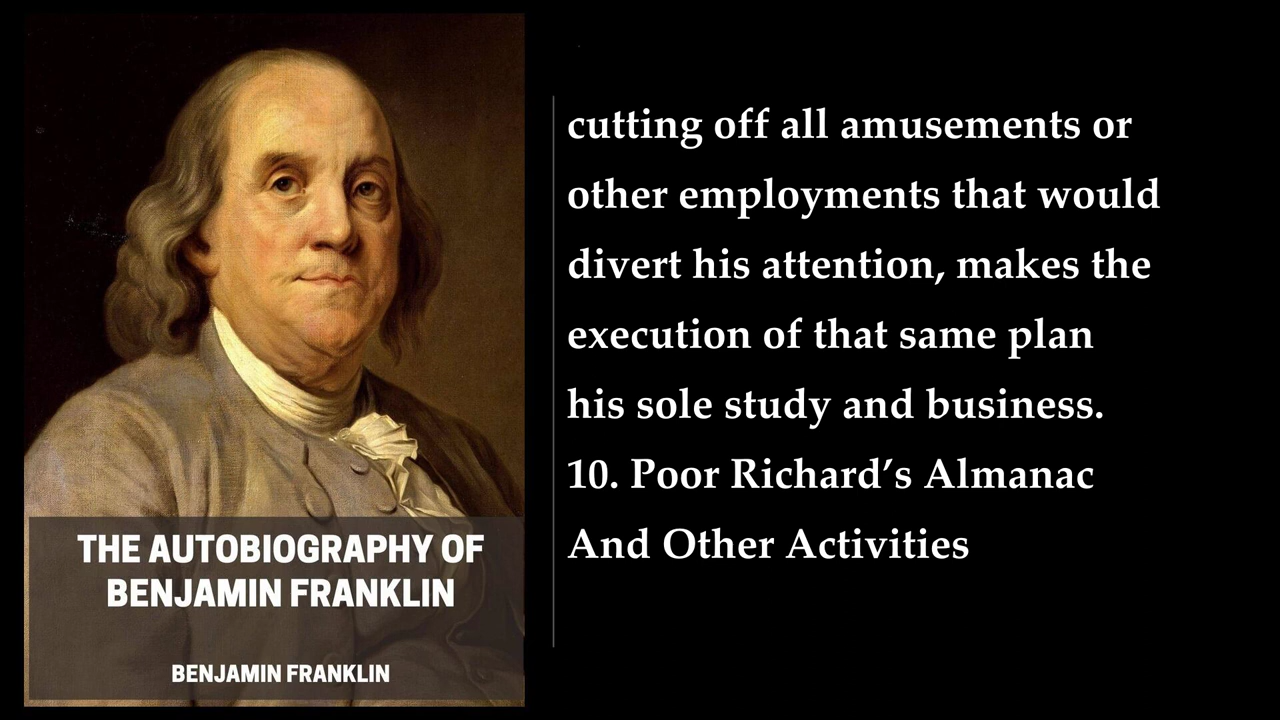 THE AUTOBIOGRAPHY OF
BENJAMIN FRANKLIN
BENJAMIN FRANKLIN
cutting off all amusements or
other employments that would
divert his attention, makes the
execution of that same plan
his sole study and business.
10. Poor Richard’s Almanac
And Other Activities